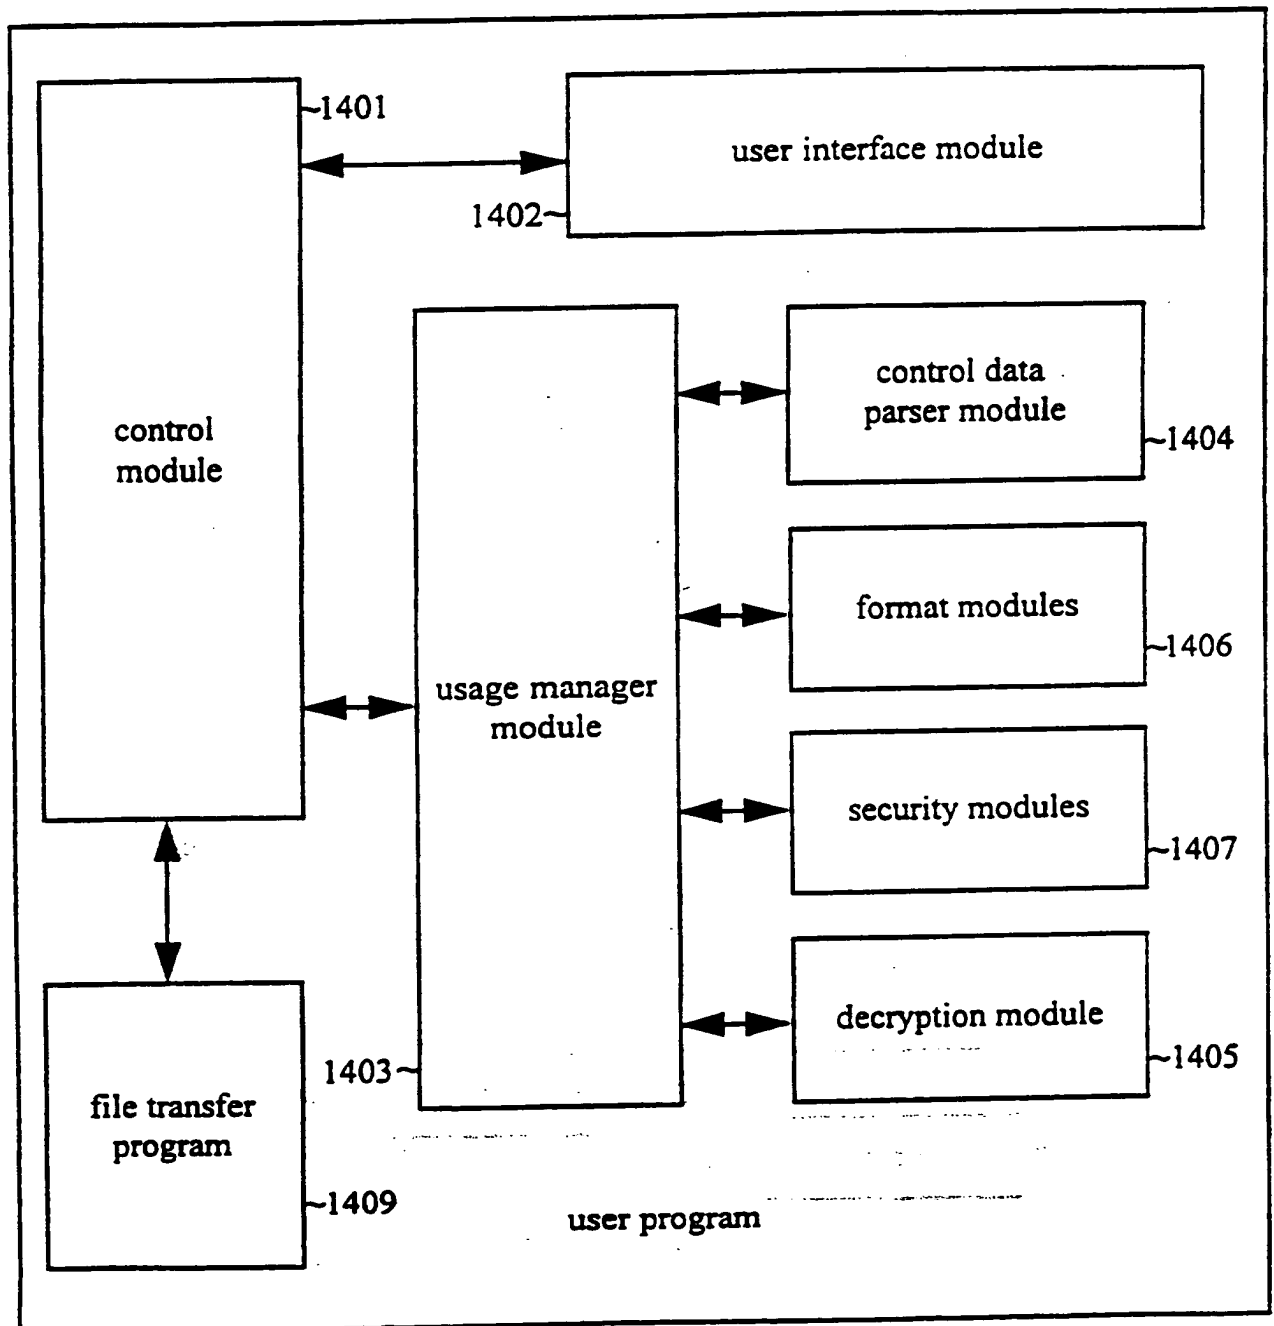 1401
user interface module
1402
control data
parser module
1404
control
module
format modules
1406
usage manager
module
security modules
1407
decryption module
1405
1403
file transfer
program
1409
user program